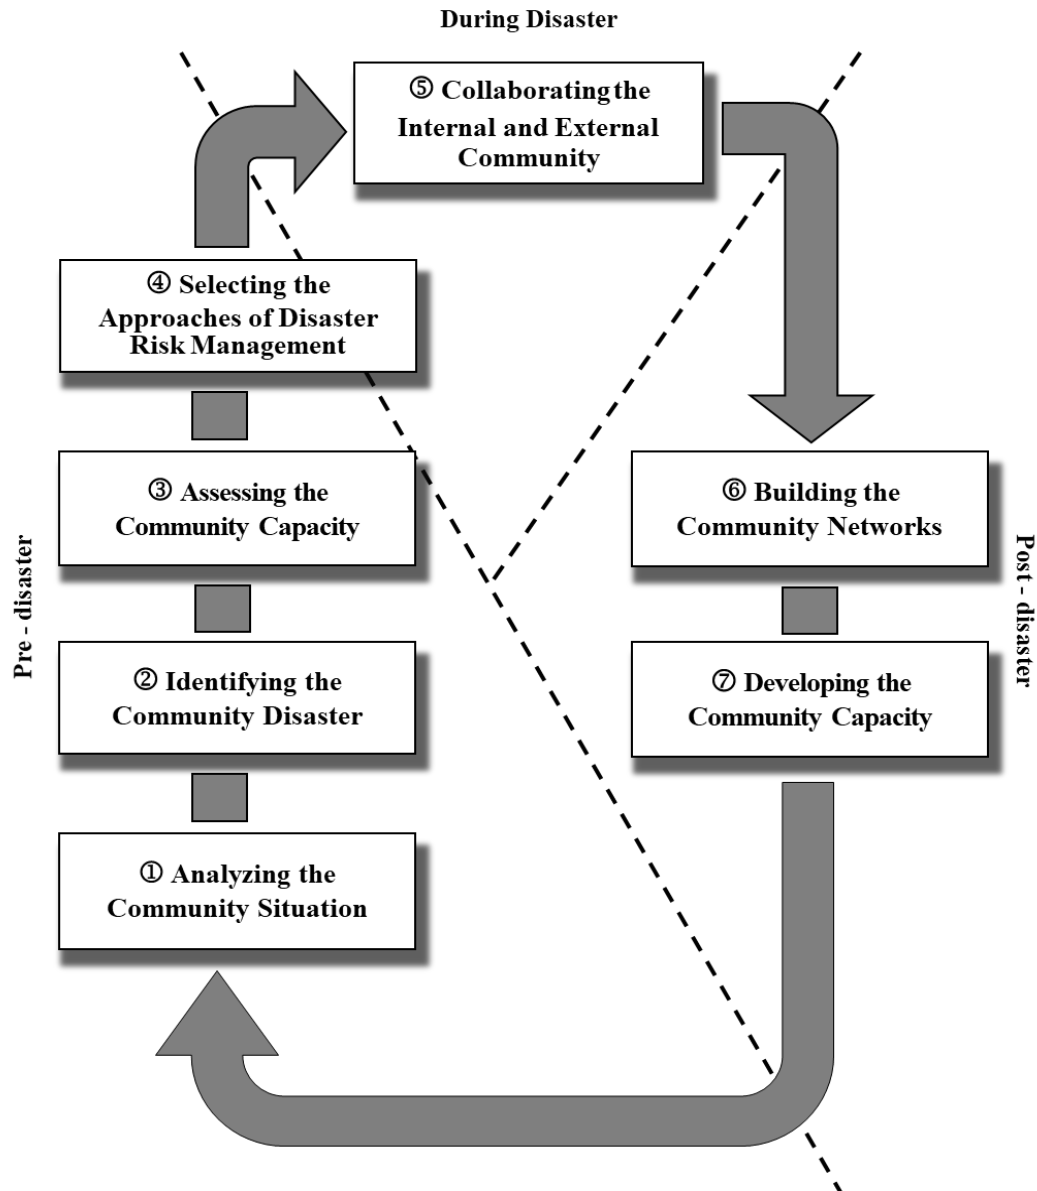 During Disaster
⑤ Collaborating the
Internal and External
Community
④ Selecting the
Approaches of Disaster
Risk Management
③ Assessing the
Community Capacity
② Identifying the
Community Disaster
① Analyzing the
Community Situation
Pre - disaster
⑥ Building the
Community Networks
⑦ Developing the
Community Capacity
Post - disaster